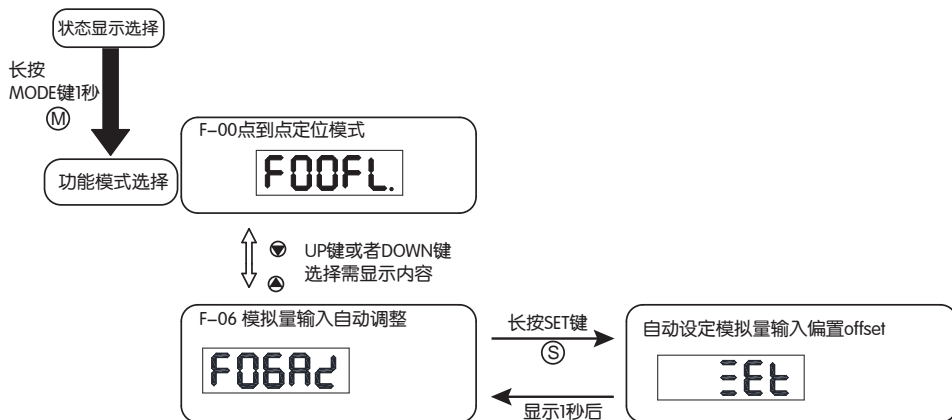 状态显示选择
长按
MODE键1秒
M
功能模式选择
F-00点到点定位模式
F00FL.
UP键或者DOWN键
选择需显示内容
F-06 模拟量输入自动调整
F06Ad
长按SET键
S
显示1秒后
自动设定模拟量输入偏置offset